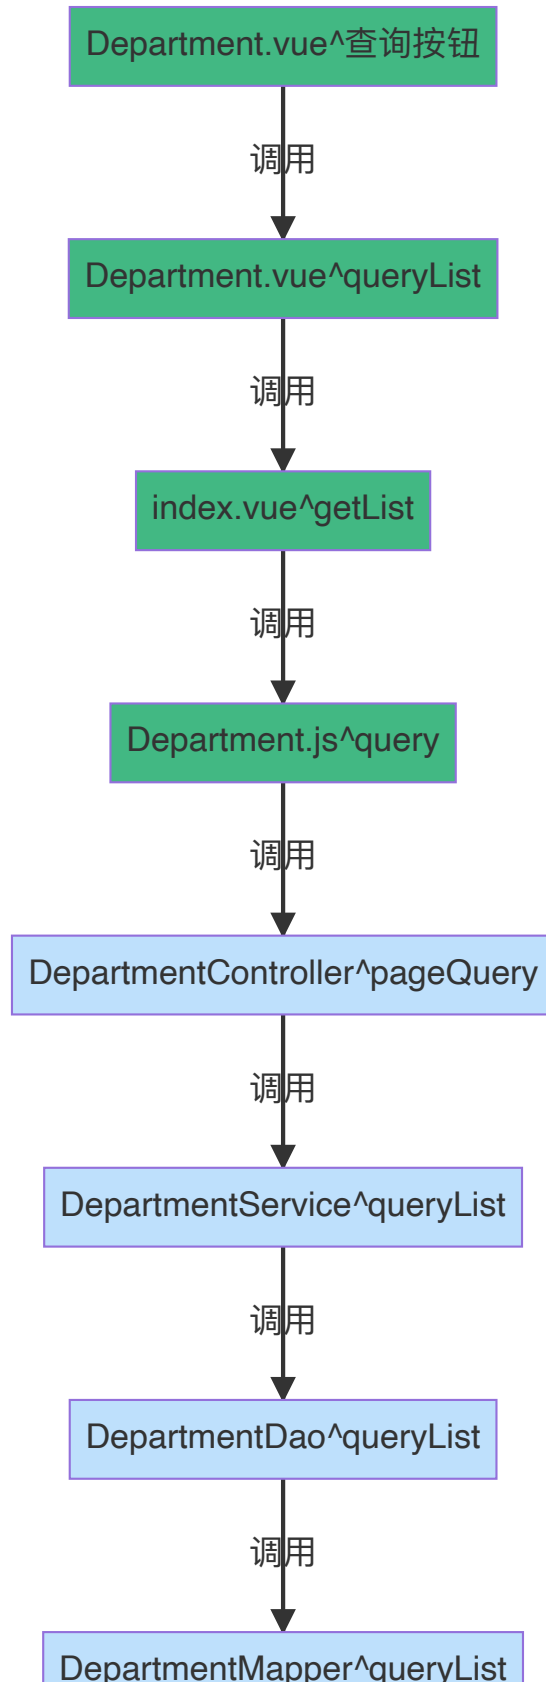 Department.vue^查询按钮
调用
Department.vue^queryList
调用
index.vue^getList
调用
Department.js^query
调用
DepartmentController^pageQuery
调用
DepartmentService^queryList
调用
DepartmentDao^queryList
调用
DepartmentMapper^queryList